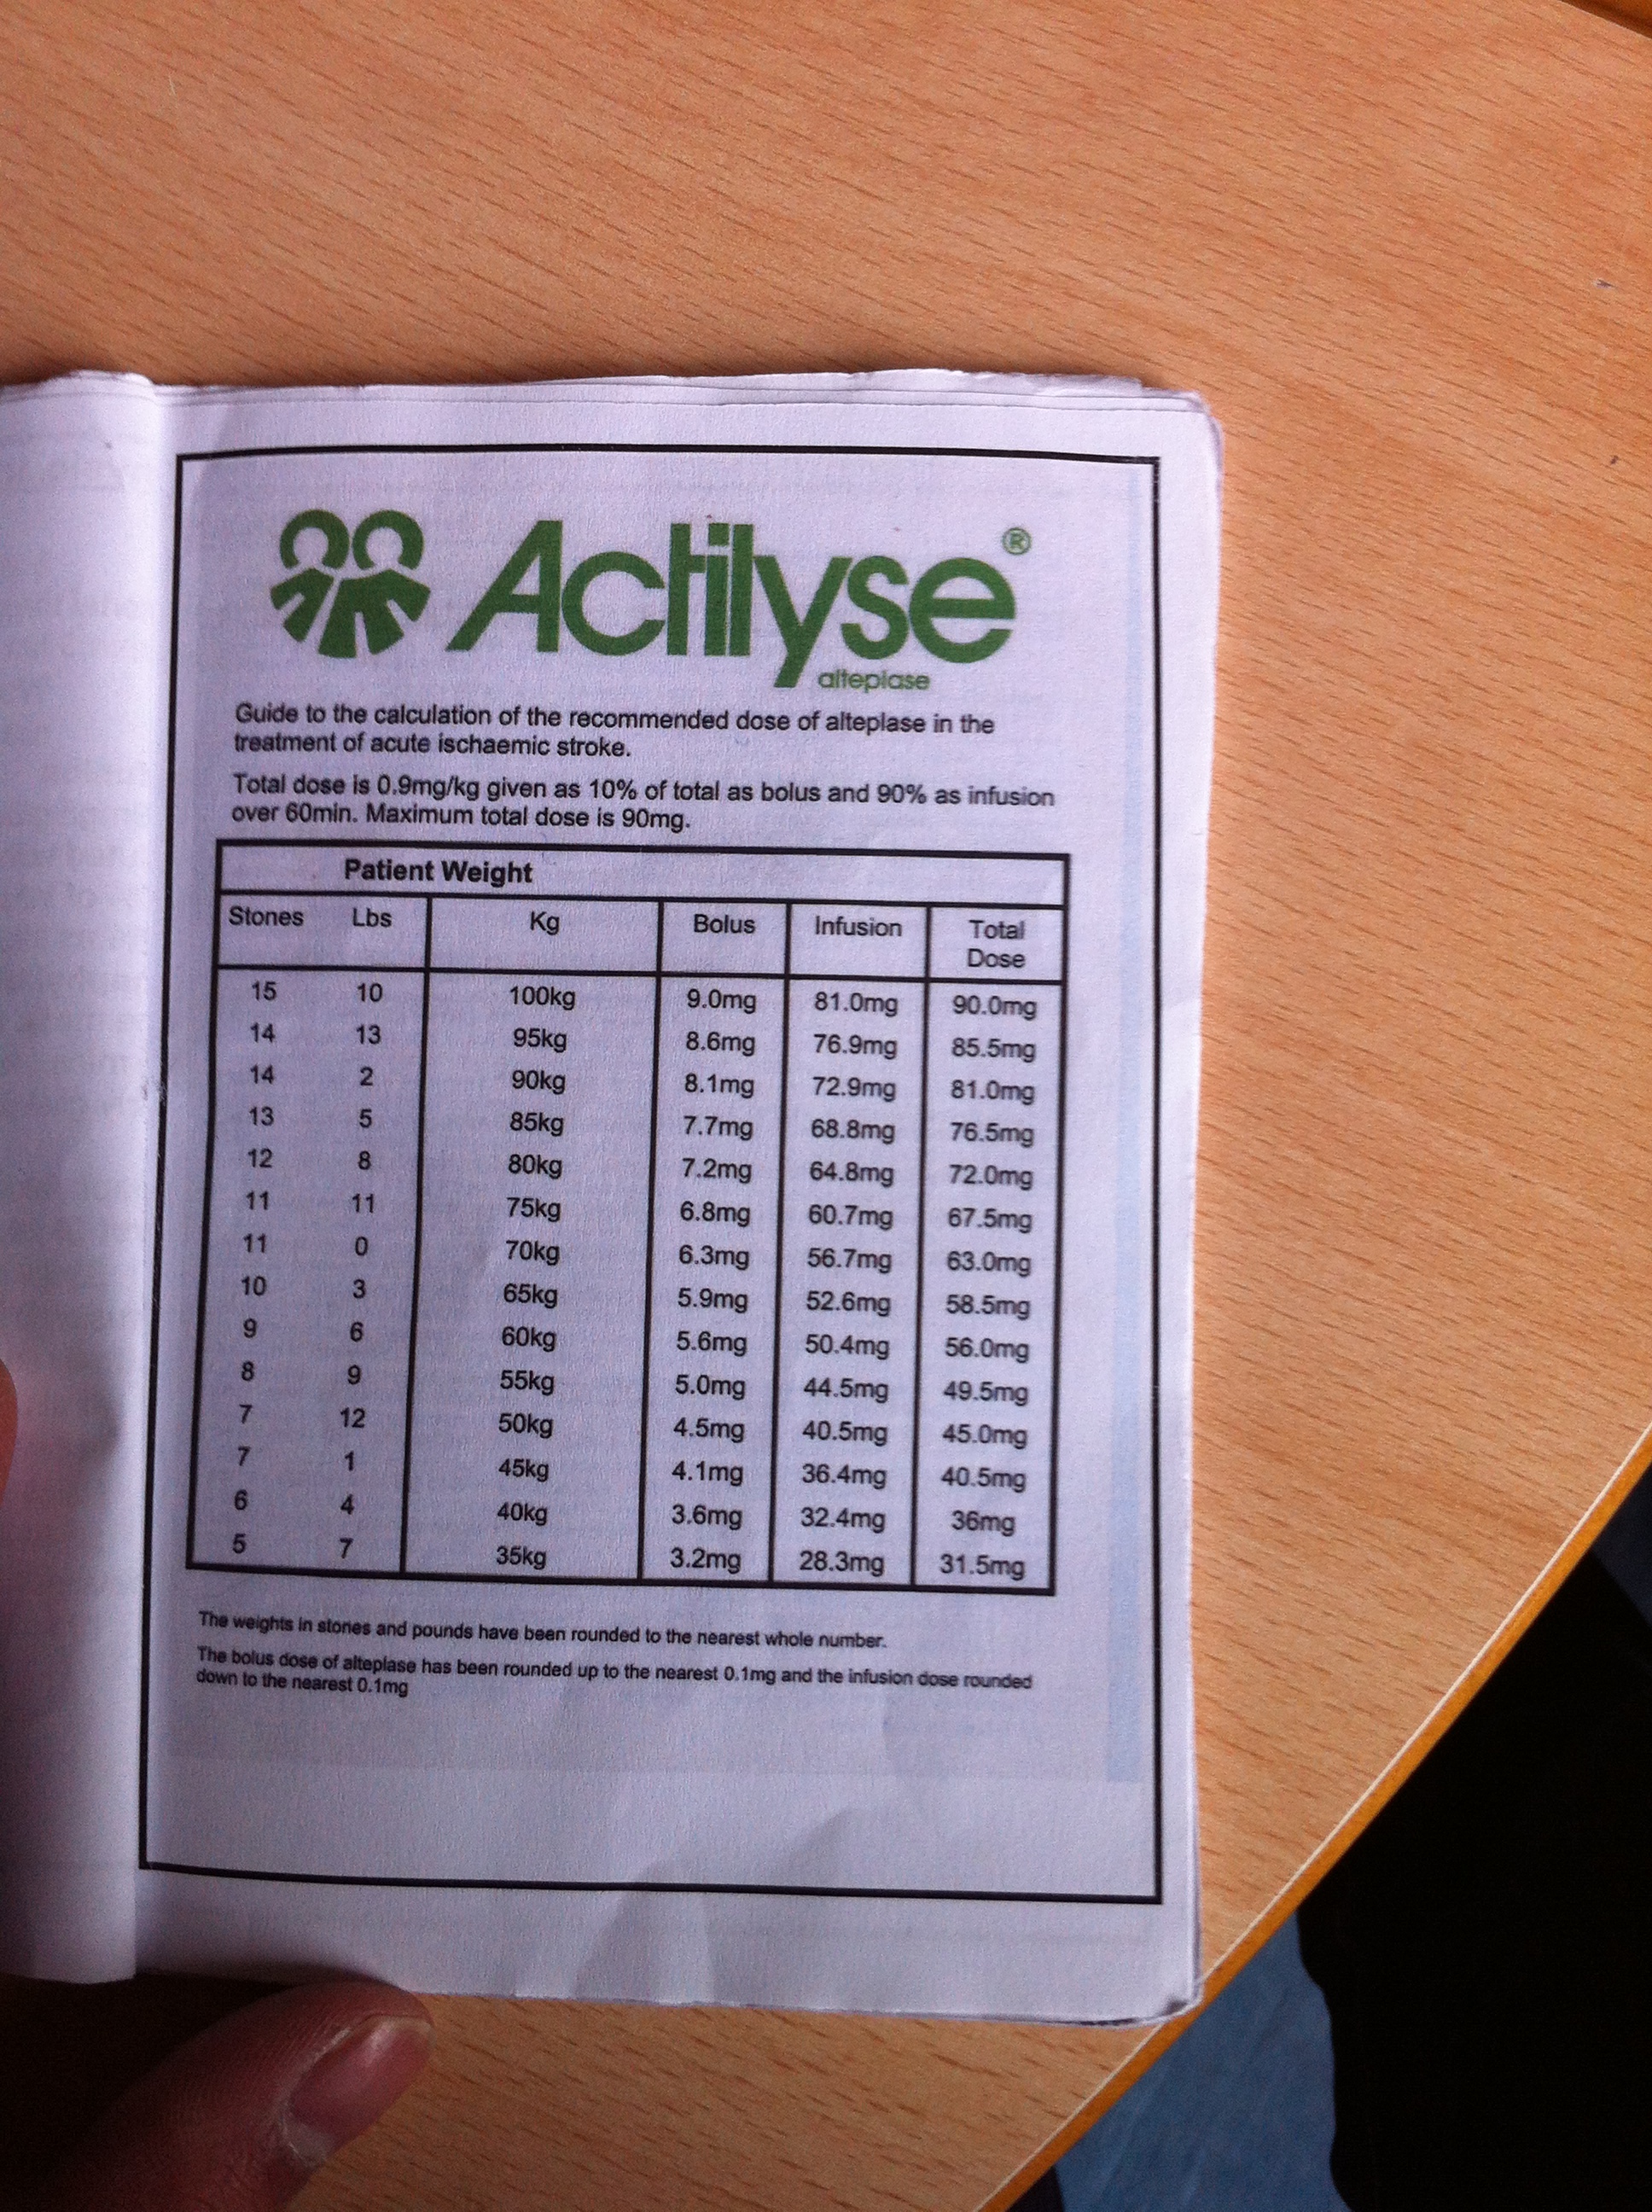 Actilyse®
alteplase
Guide to the calculation of the recommended dose of alteplase in the
treatment of acute ischaemic stroke.
Total dose is 0.9mg/kg given as 10% of total as bolus and 90% as infusion
over 60min. Maximum total dose is 90mg.
Patient Weight
Stones Lbs Kg Bolus Infusion Total
Dose
15 10 100kg 9.0mg 81.0mg 90.0mg
14 13 95kg 8.6mg 76.9mg 85.5mg
14 2 90kg 8.1mg 72.9mg 81.0mg
13 5 85kg 7.7mg 68.8mg 76.5mg
12 8 80kg 7.2mg 64.8mg 72.0mg
11 11 75kg 6.8mg 60.7mg 67.5mg
11 0 70kg 6.3mg 56.7mg 63.0mg
10 3 65kg 5.9mg 52.6mg 58.5mg
9 6 60kg 5.6mg 50.4mg 56.0mg
8 9 55kg 5.0mg 44.5mg 49.5mg
7 12 50kg 4.5mg 40.5mg 45.0mg
7 1 45kg 4.1mg 36.4mg 40.5mg
6 4 40kg 3.6mg 32.4mg 36mg
5 7 35kg 3.2mg 28.3mg 31.5mg
The weights in stones and pounds have been rounded to the nearest whole number.
The bolus dose of alteplase has been rounded up to the nearest 0.1mg and the infusion dose rounded
down to the nearest 0.1mg